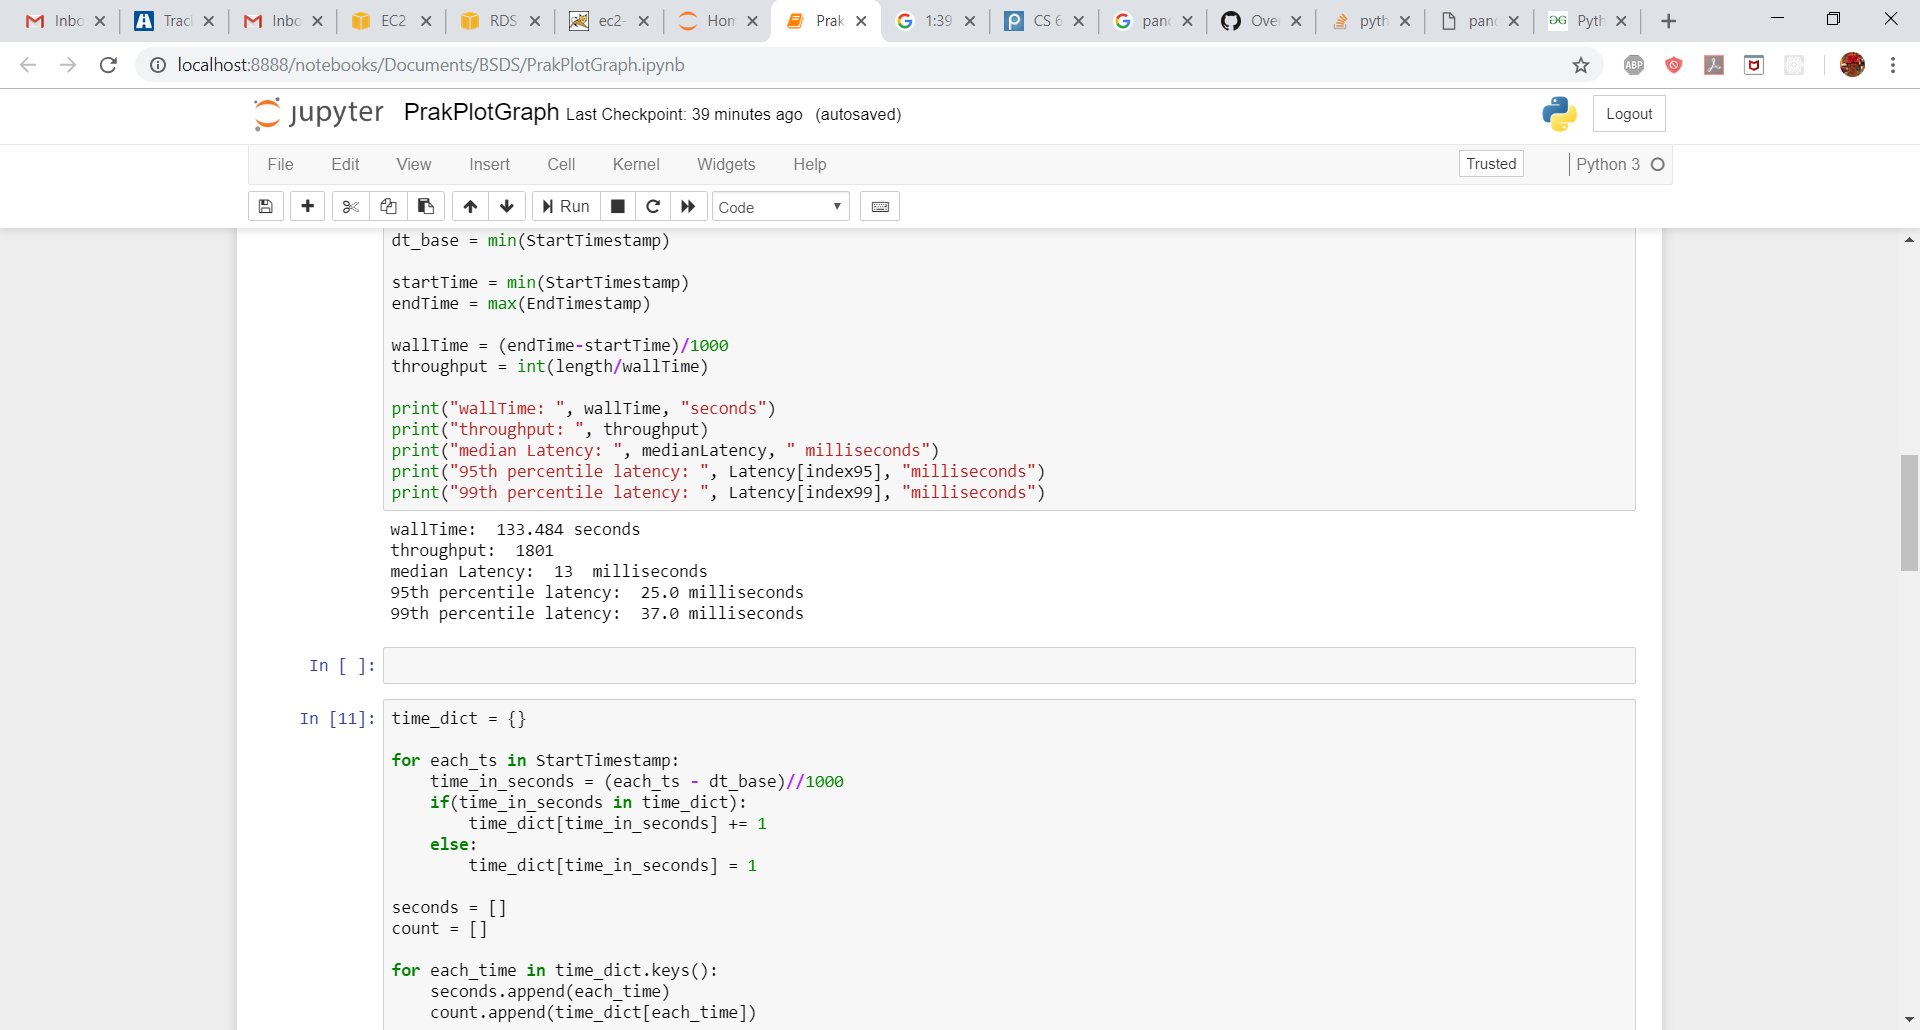 Inbo
Trac
Inbo
EC2
RDS
ec2-
Hom
Prak
1:39
CS 6
pand
Over
pyth
pand
Pyth
localhost:8888/notebooks/Documents/BSDS/PrakPlotGraph.ipynb
ABP
jupyter PrakPlotGraph Last Checkpoint: 39 minutes ago (autosaved)
Logout
File Edit View Insert Cell Kernel Widgets Help
Trusted
Python 3
Run
Code
dt_base = min(StartTimestamp)
startTime = min(StartTimestamp)
endTime = max(EndTimestamp)
wallTime = (endTime-startTime)/1000
throughput = int(length/wallTime)
print("wallTime: ", wallTime, "seconds")
print("throughput: ", throughput)
print("median Latency: ", medianLatency, " milliseconds")
print("95th percentile latency: ", Latency[index95], "milliseconds")
print("99th percentile latency: ", Latency[index99], "milliseconds")
wallTime:  133.484 seconds
throughput:  1801
median Latency:  13  milliseconds
95th percentile latency:  25.0 milliseconds
99th percentile latency:  37.0 milliseconds
In [ ]:
In [11]:
time_dict = {}
for each_ts in StartTimestamp:
    time_in_seconds = (each_ts - dt_base)//1000
    if(time_in_seconds in time_dict):
        time_dict[time_in_seconds] += 1
    else:
        time_dict[time_in_seconds] = 1
seconds = []
count = []
for each_time in time_dict.keys():
    seconds.append(each_time)
    count.append(time_dict[each_time])